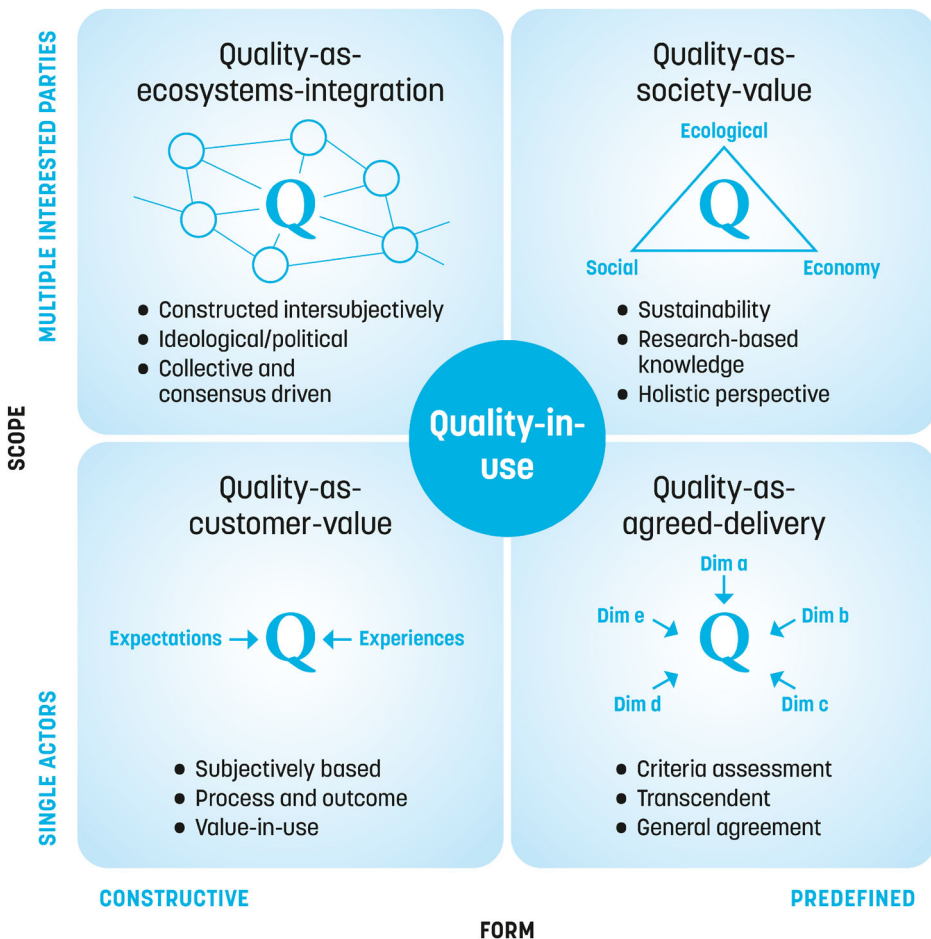 MULTIPLE INTERESTED PARTIES
SCOPE
SINGLE ACTORS
Quality-as-
ecosystems-integration
Q
• Constructed intersubjectively
• Ideological/political
• Collective and
consensus driven
Quality-as-
society-value
Ecological
Q
Social
Economy
• Sustainability
• Research-based
knowledge
• Holistic perspective
Quality-in-
use
Quality-as-
customer-value
Expectations
Q
Experiences
• Subjectively based
• Process and outcome
• Value-in-use
Quality-as-
agreed-delivery
Dim a
Dim e
Q
Dim b
Dim d
Dim c
• Criteria assessment
• Transcendent
• General agreement
CONSTRUCTIVE
PREDEFINED
FORM